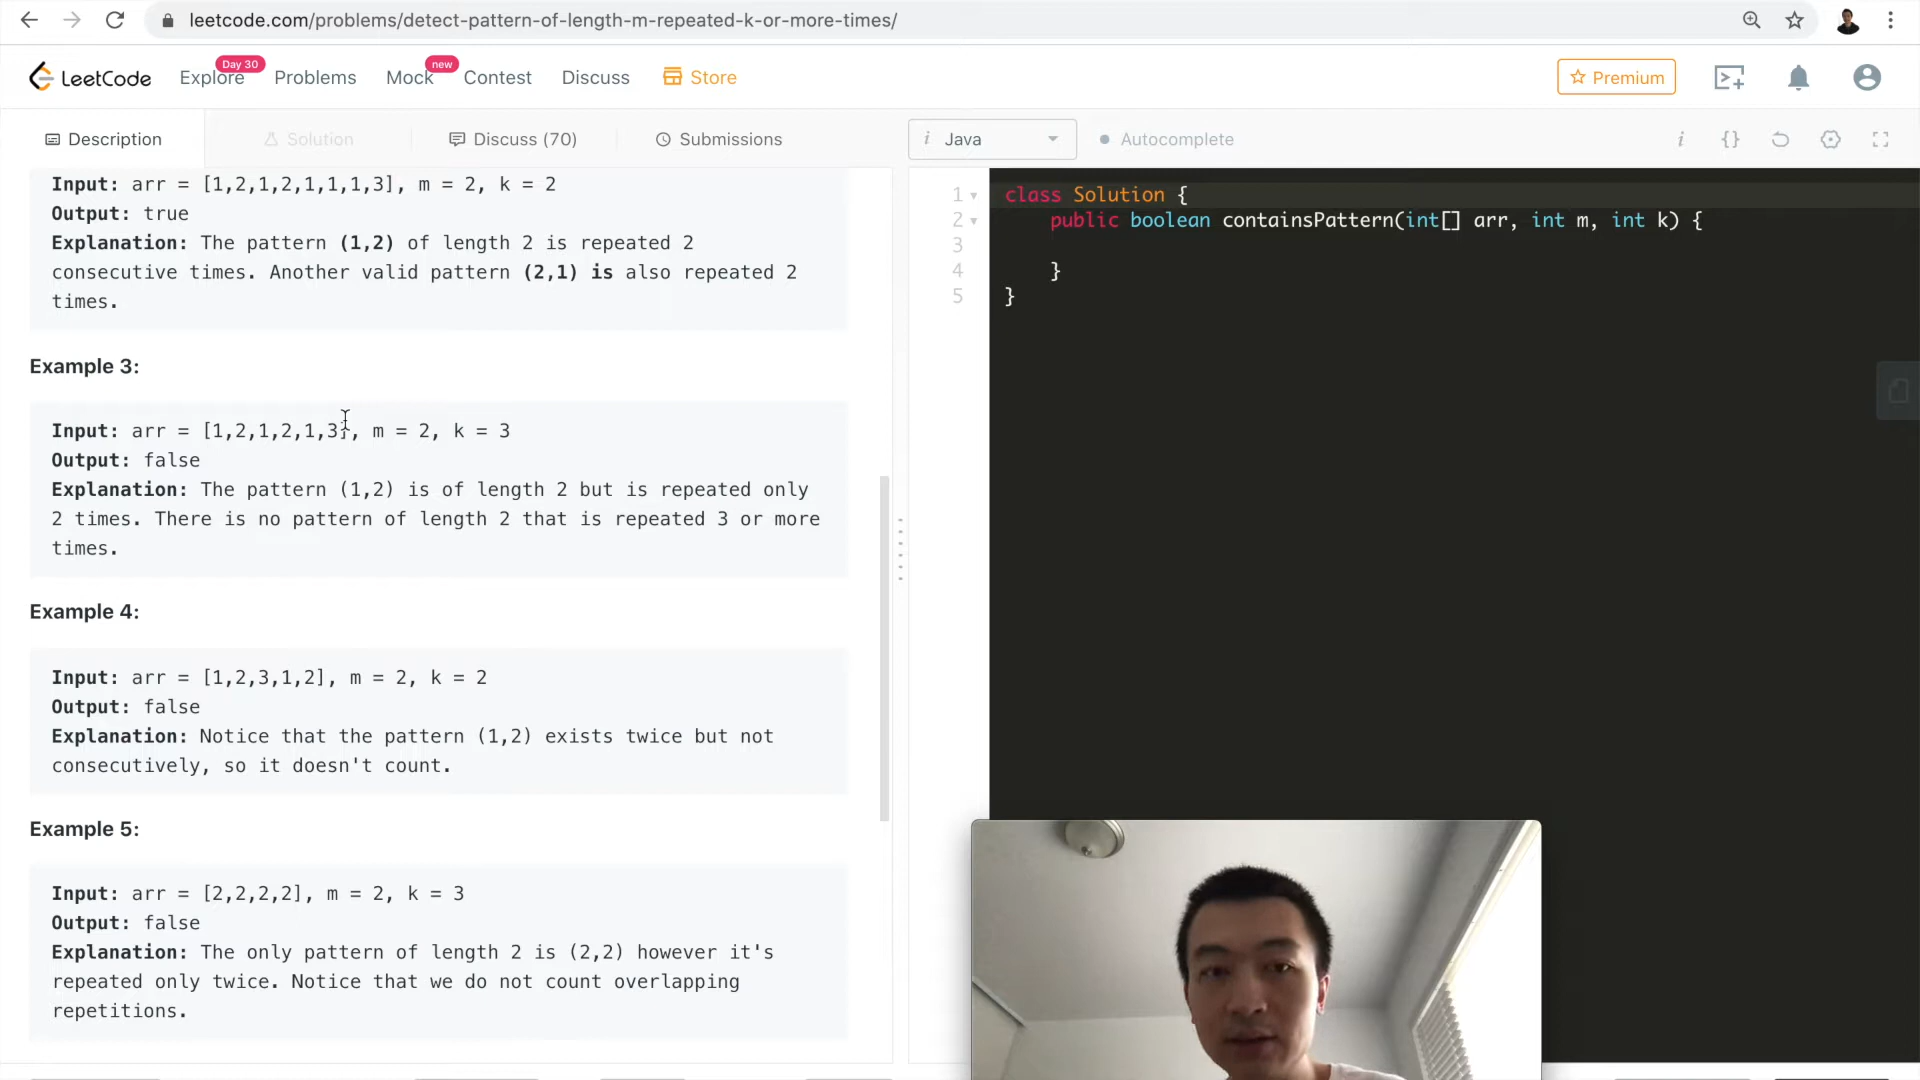 leetcode.com/problems/detect-pattern-of-length-m-repeated-k-or-more-times/
LeetCode
Explore
Day 30
Problems
Mock
new
Contest
Discuss
Store
Premium
Description
Solution
Discuss (70)
Submissions
i Java
Autocomplete
i {}
Input: arr = [1,2,1,2,1,1,1,3], m = 2, k = 2
Output: true
Explanation: The pattern (1,2) of length 2 is repeated 2
consecutive times. Another valid pattern (2,1) is also repeated 2
times.
Example 3:
Input: arr = [1,2,1,2,1,3], m = 2, k = 3
Output: false
Explanation: The pattern (1,2) is of length 2 but is repeated only
2 times. There is no pattern of length 2 that is repeated 3 or more
times.
Example 4:
Input: arr = [1,2,3,1,2], m = 2, k = 2
Output: false
Explanation: Notice that the pattern (1,2) exists twice but not
consecutively, so it doesn't count.
Example 5:
Input: arr = [2,2,2,2], m = 2, k = 3
Output: false
Explanation: The only pattern of length 2 is (2,2) however it's
repeated only twice. Notice that we do not count overlapping
repetitions.
1 class Solution {
2 public boolean containsPattern(int[] arr, int m, int k) {
3
4 }
5 }